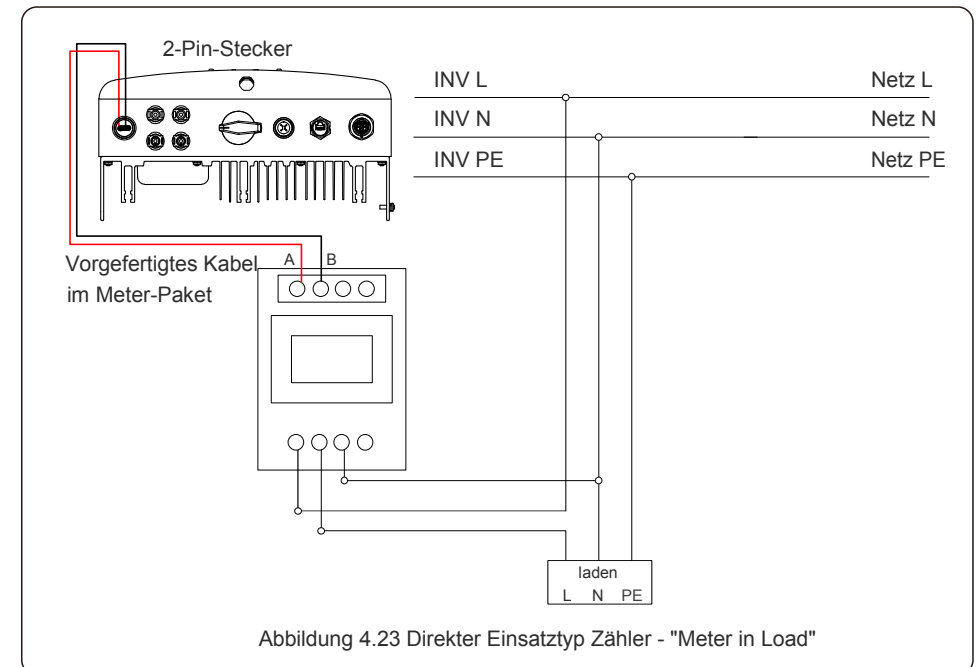 2-Pin-Stecker
INV L
Netz L
INV N
Netz N
INV PE
Netz PE
Vorgefertigtes Kabel
im Meter-Paket
A B
laden
L N PE
Abbildung 4.23 Direkter Einsatztyp Zähler - "Meter in Load"